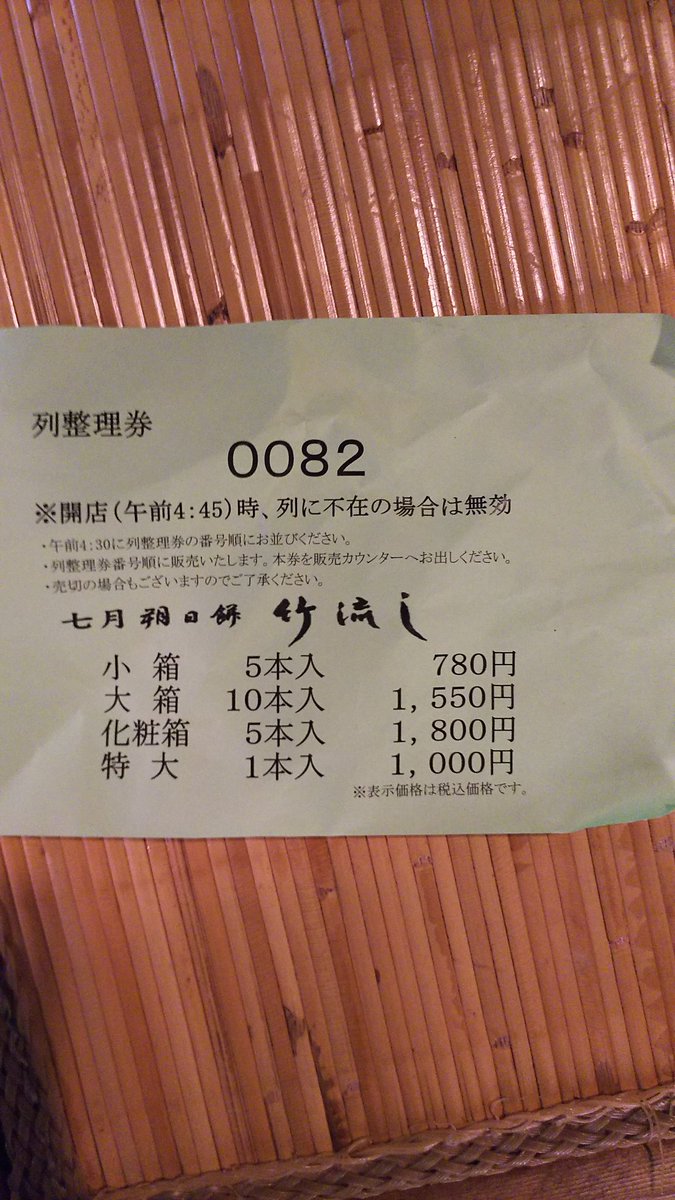 列整理券
0082
※開店(午前4:45)時、列に不在の場合は無効
・午前4:30に列整理券の番号順にお並びください。
・列整理券番号順に販売いたします。本券を販売カウンターへお出しください。
・売切の場合もございますのでご了承ください。
七月朔日餅 竹流し
小箱 5本入 780円
大箱 10本入 1,550円
化粧箱 5本入 1,800円
特大 1本入 1,000円
※表示価格は税込価格です。